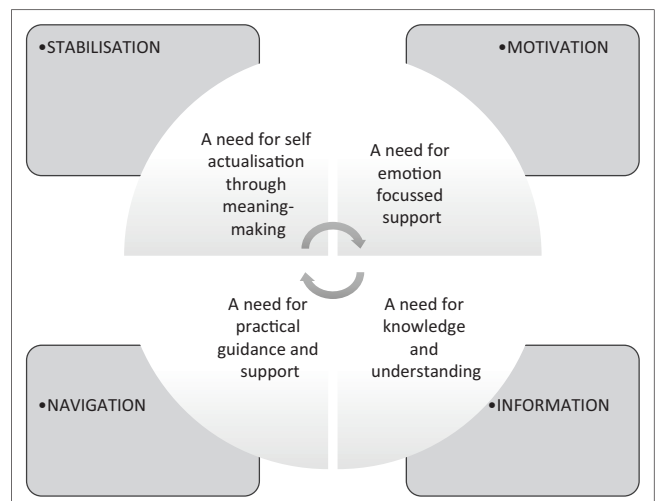 •STABILISATION
•MOTIVATION
A need for self
actualisation
through
meaning-
making
A need for
emotion
focussed
support
A need for
practical
guidance and
support
A need for
knowledge
and
understanding
•NAVIGATION
•INFORMATION